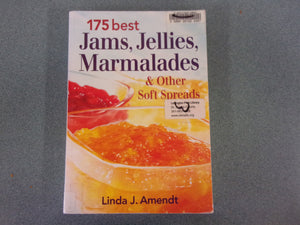 175 best
Jams, Jellies,
Marmalades
& Other
Soft Spreads
Linda J. Amendt